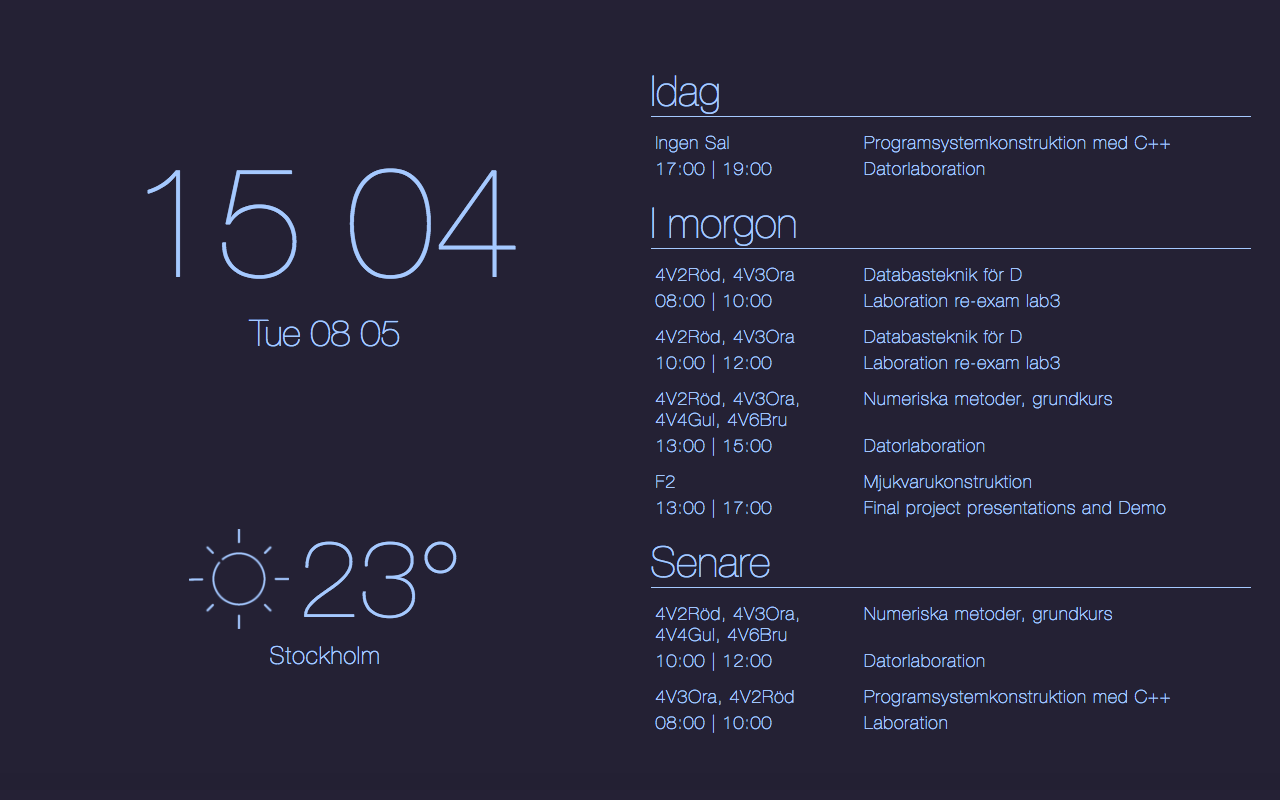 15 04
Tue 08 05
23°
Stockholm
Idag
Ingen Sal Programsystemkonstruktion med C++
17:00 | 19:00 Datorlaboration
I morgon
4V2Röd, 4V3Ora Databasteknik för D
08:00 | 10:00 Laboration re-exam lab3
4V2Röd, 4V3Ora Databasteknik för D
10:00 | 12:00 Laboration re-exam lab3
4V2Röd, 4V3Ora, Numeriska metoder, grundkurs
4V4Gul, 4V6Bru
13:00 | 15:00 Datorlaboration
F2 Mjukvarukonstruktion
13:00 | 17:00 Final project presentations and Demo
Senare
4V2Röd, 4V3Ora, Numeriska metoder, grundkurs
4V4Gul, 4V6Bru
10:00 | 12:00 Datorlaboration
4V3Ora, 4V2Röd Programsystemkonstruktion med C++
08:00 | 10:00 Laboration